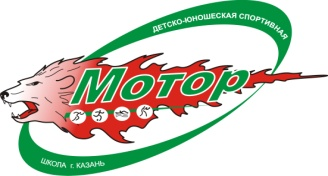 ДЕТСКО-ЮНОШЕСКАЯ СПОРТИВНАЯ
Мотор
ШКОЛА г. КАЗАНЬ